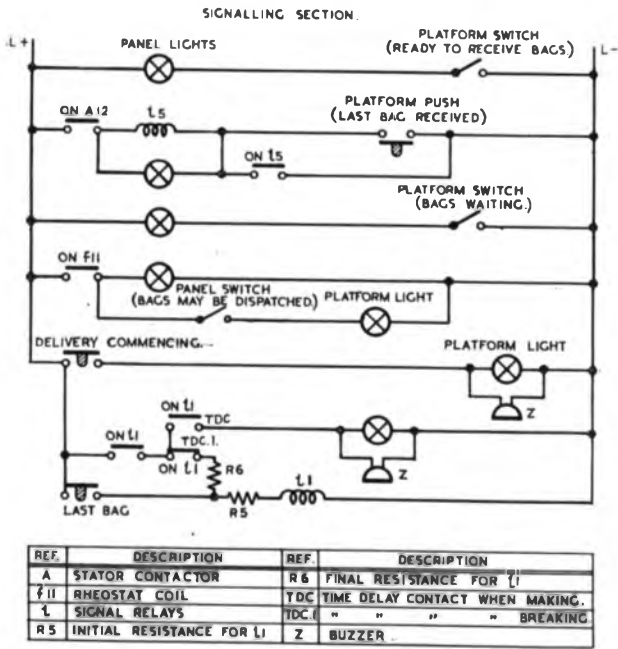 SIGNALLING SECTION.
L+
PANEL LIGHTS
PLATFORM SWITCH
(READY TO RECEIVE BAGS.)
L-
ON A12
t5
PLATFORM PUSH
(LAST BAG RECEIVED)
ON t5
PLATFORM SWITCH
(BAGS WAITING.)
ON f11
PANEL SWITCH
(BAGS MAY BE DISPATCHED.)
PLATFORM LIGHT
DELIVERY COMMENCING.
PLATFORM LIGHT
Z
ON t1
TDC
ON t1
TDC.1.
ON t1
R6
Z
LAST BAG
R5
t1
REF. DESCRIPTION REF. DESCRIPTION
A STATOR CONTACTOR R6 FINAL RESISTANCE FOR t1
f11 RHEOSTAT COIL TDC TIME DELAY CONTACT WHEN MAKING.
t SIGNAL RELAYS TDC.1 " " " " BREAKING
R5 INITIAL RESISTANCE FOR t1 Z BUZZER